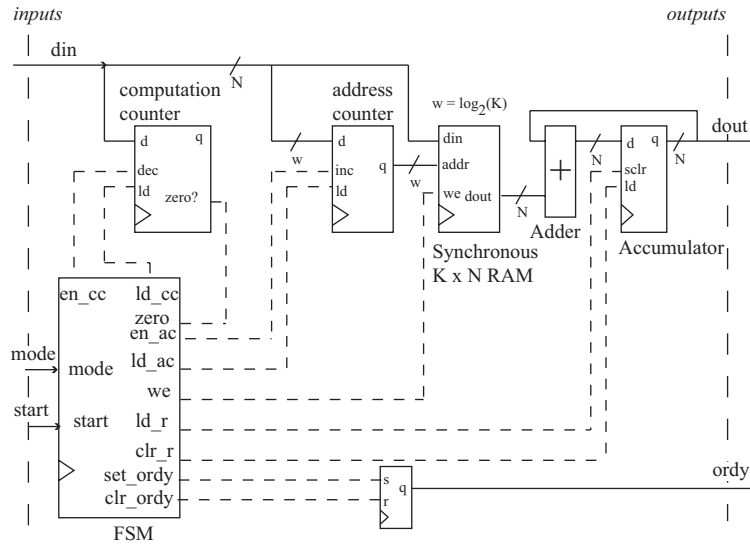 inputs
outputs
din
computation
counter
N
address
counter
w = log2(K)
d
q
dec
ld
zero?
w
d
inc
ld
q
w
din
addr
we
dout
N
+
Adder
N
d
q
sclr
ld
N
dout
Accumulator
Synchronous
K x N RAM
en_cc
ld_cc
zero
en_ac
mode
mode
ld_ac
we
start
start
ld_r
clr_r
set_ordy
clr_ordy
FSM
s
q
r
ordy